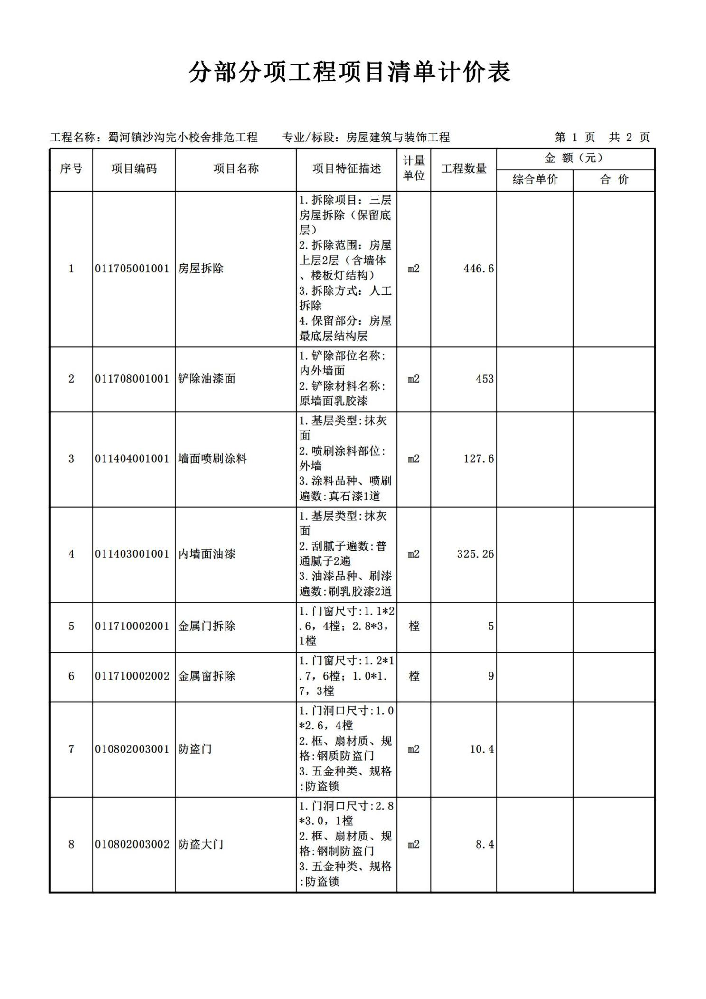 分部分项工程项目清单计价表
工程名称：蜀河镇沙沟完小校舍排危工程 专业/标段：房屋建筑与装饰工程 第 1 页 共 2 页
序号 项目编码 项目名称 项目特征描述 计量单位 工程数量 金 额（元）
综合单价 合 价
1 011705001001 房屋拆除
1.拆除项目：三层
房屋拆除（保留底
层）
2.拆除范围：房屋
上层2层（含墙体
、楼板灯结构）
3.拆除方式：人工
拆除
4.保留部分：房屋
最底层结构层
m2 446.6
2 011708001001 铲除油漆面
1.铲除部位名称:
内外墙面
2.铲除材料名称:
原墙面乳胶漆
m2 453
3 011404001001 墙面喷刷涂料
1.基层类型:抹灰
面
2.喷刷涂料部位:
外墙
3.涂料品种、喷刷
遍数:真石漆1道
m2 127.6
4 011403001001 内墙面油漆
1.基层类型:抹灰
面
2.刮腻子遍数:普
通腻子2遍
3.油漆品种、刷漆
遍数:刷乳胶漆2道
m2 325.26
5 011710002001 金属门拆除
1.门窗尺寸:1.1*2
.6，4樘；2.8*3，
1樘
樘 5
6 011710002002 金属窗拆除
1.门窗尺寸:1.2*1
.7，6樘；1.0*1.
7，3樘
樘 9
7 010802003001 防盗门
1.门洞口尺寸:1.0
*2.6，4樘
2.框、扇材质、规
格:钢质防盗门
3.五金种类、规格
:防盗锁
m2 10.4
8 010802003002 防盗大门
1.门洞口尺寸:2.8
*3.0，1樘
2.框、扇材质、规
格:钢制防盗门
3.五金种类、规格
:防盗锁
m2 8.4